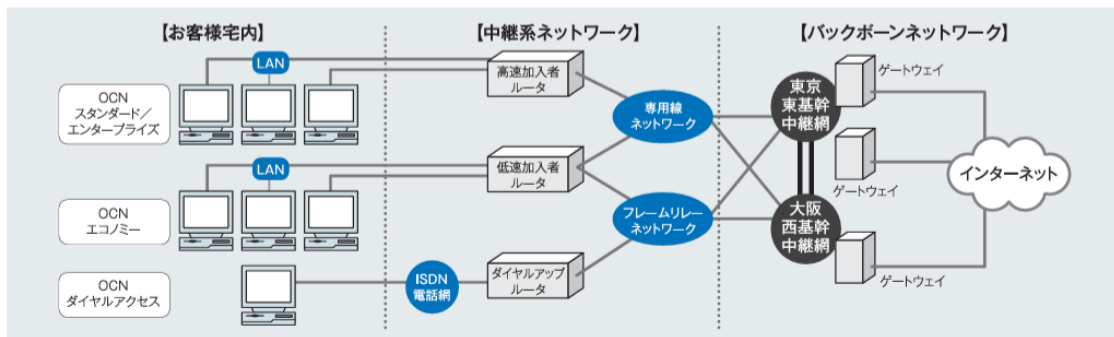 【お客様宅内】
【中継系ネットワーク】
【バックボーンネットワーク】
OCN
スタンダード／
エンタープライズ
LAN
高速加入者
ルータ
専用線
ネットワーク
東京
東基幹
中継網
ゲートウェイ
OCN
エコノミー
LAN
低速加入者
ルータ
フレームリレー
ネットワーク
大阪
西基幹
中継網
ゲートウェイ
インターネット
OCN
ダイヤルアクセス
ISDN
電話網
ダイヤルアップ
ルータ
ゲートウェイ